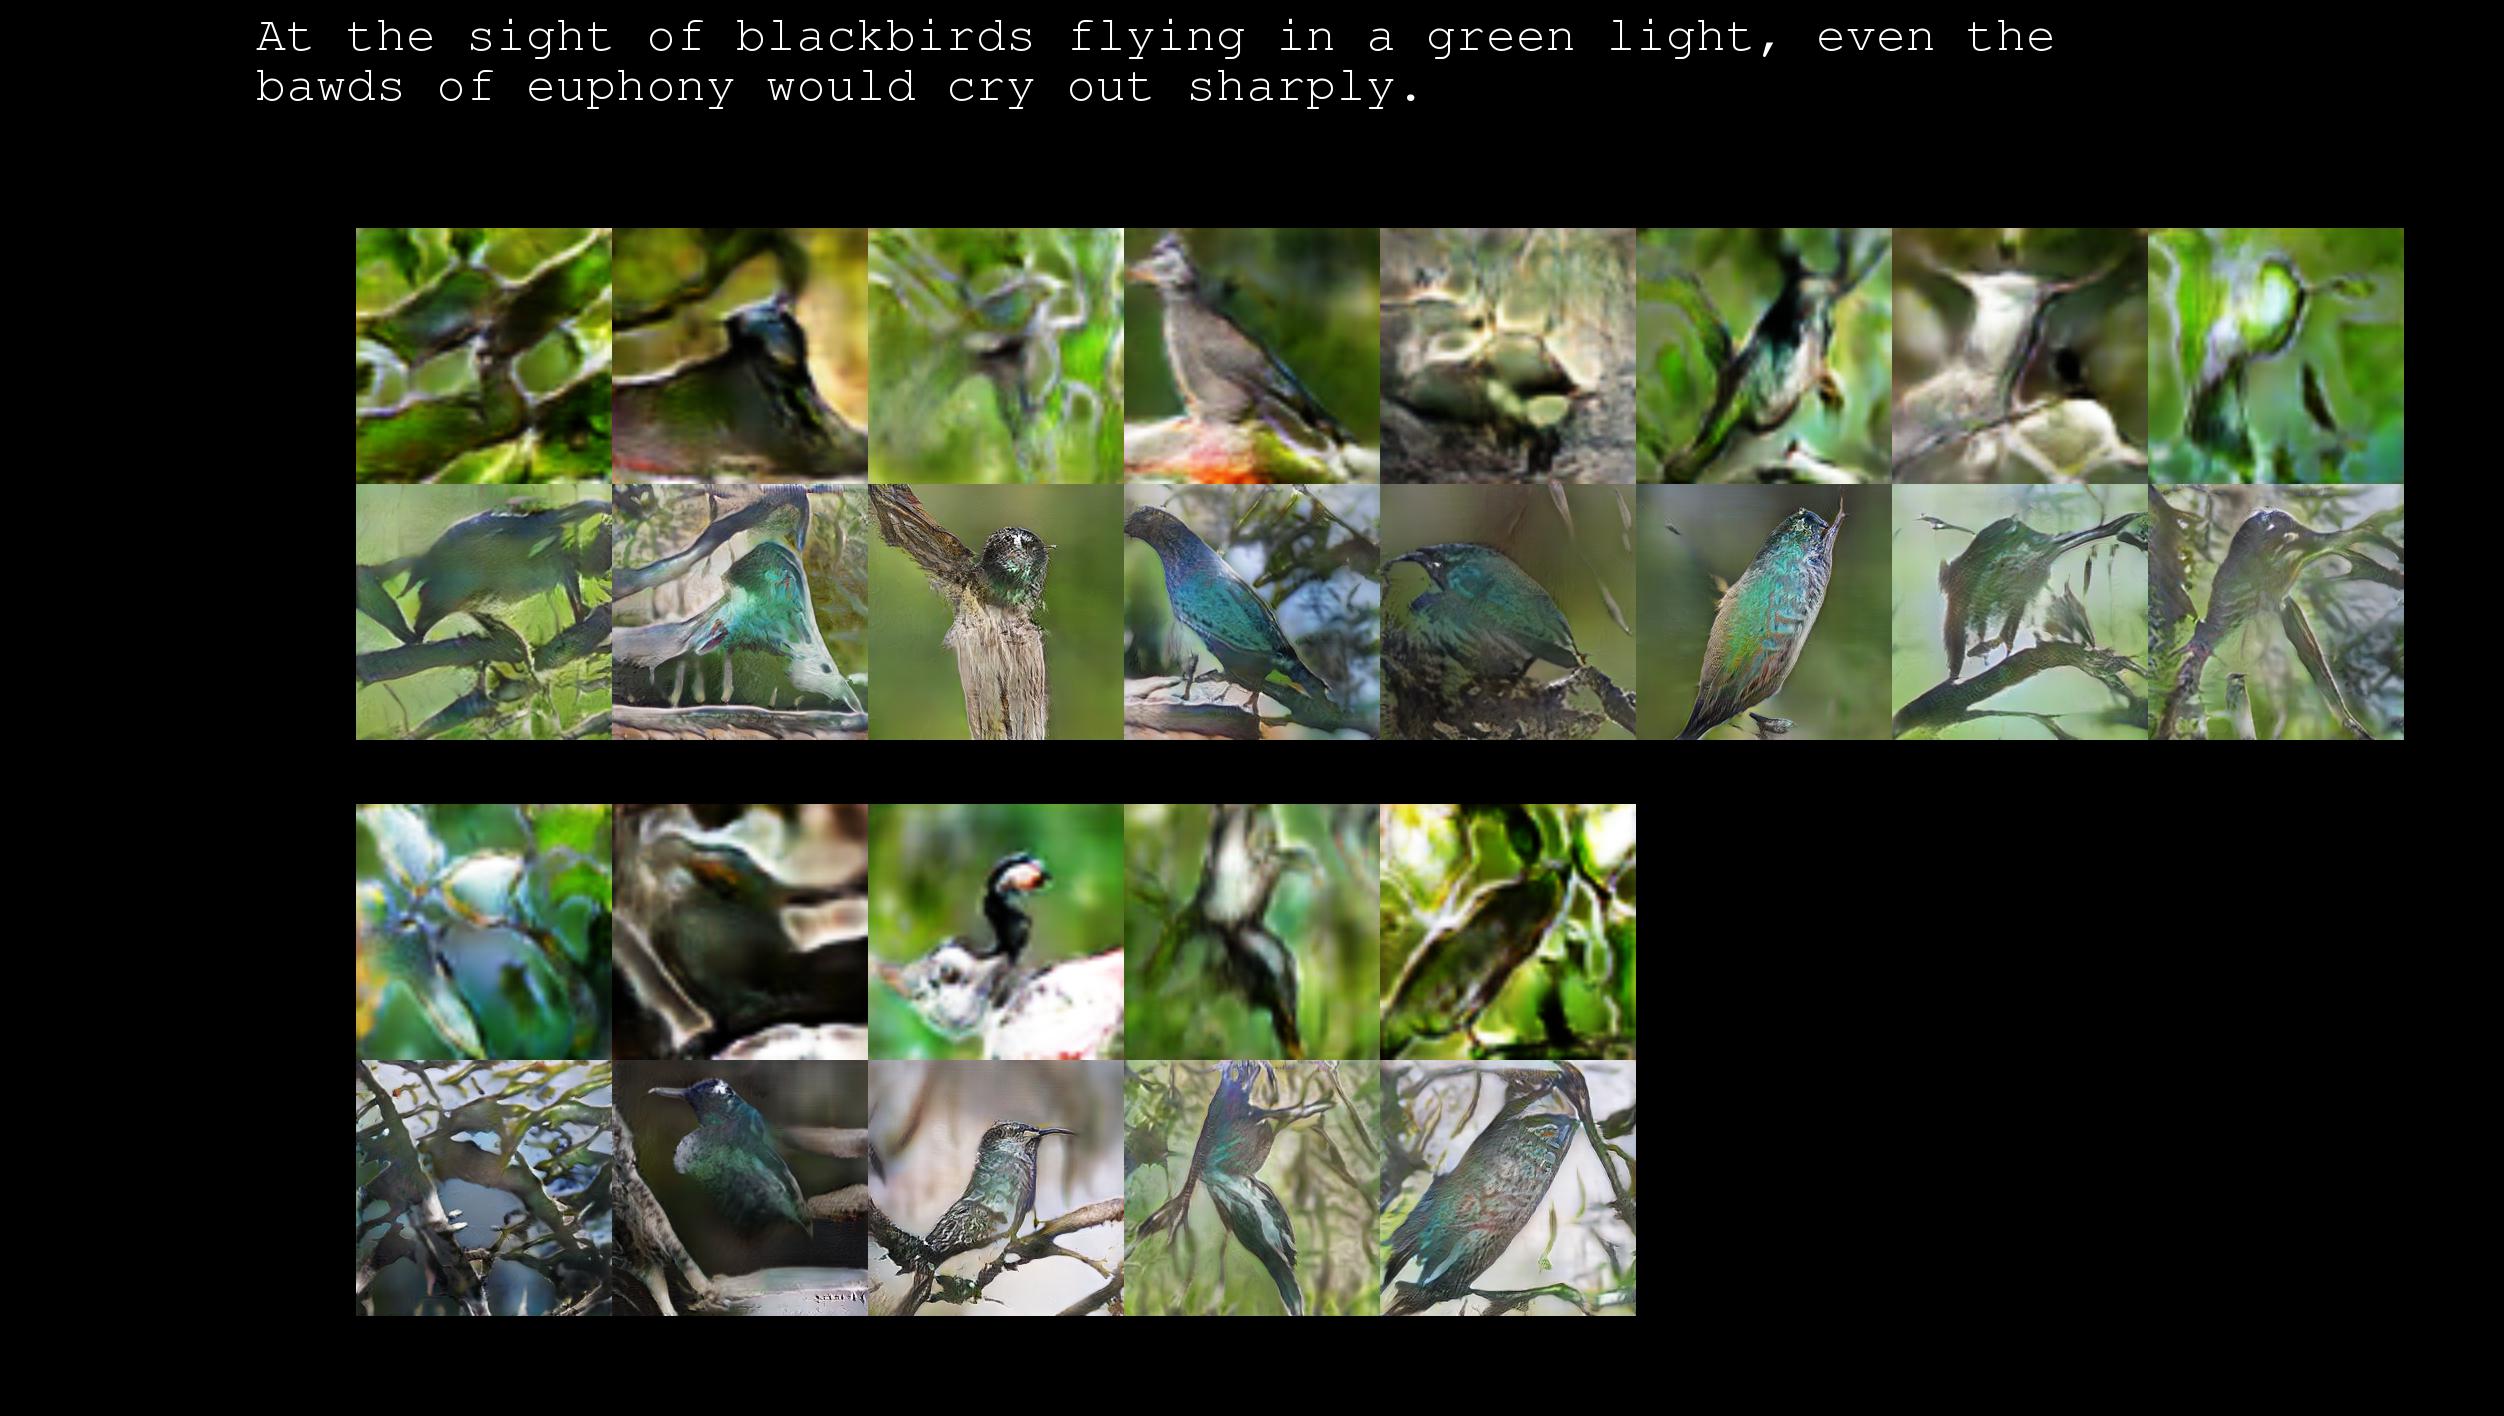 At the sight of blackbirds flying in a green light, even the
bawds of euphony would cry out sharply.